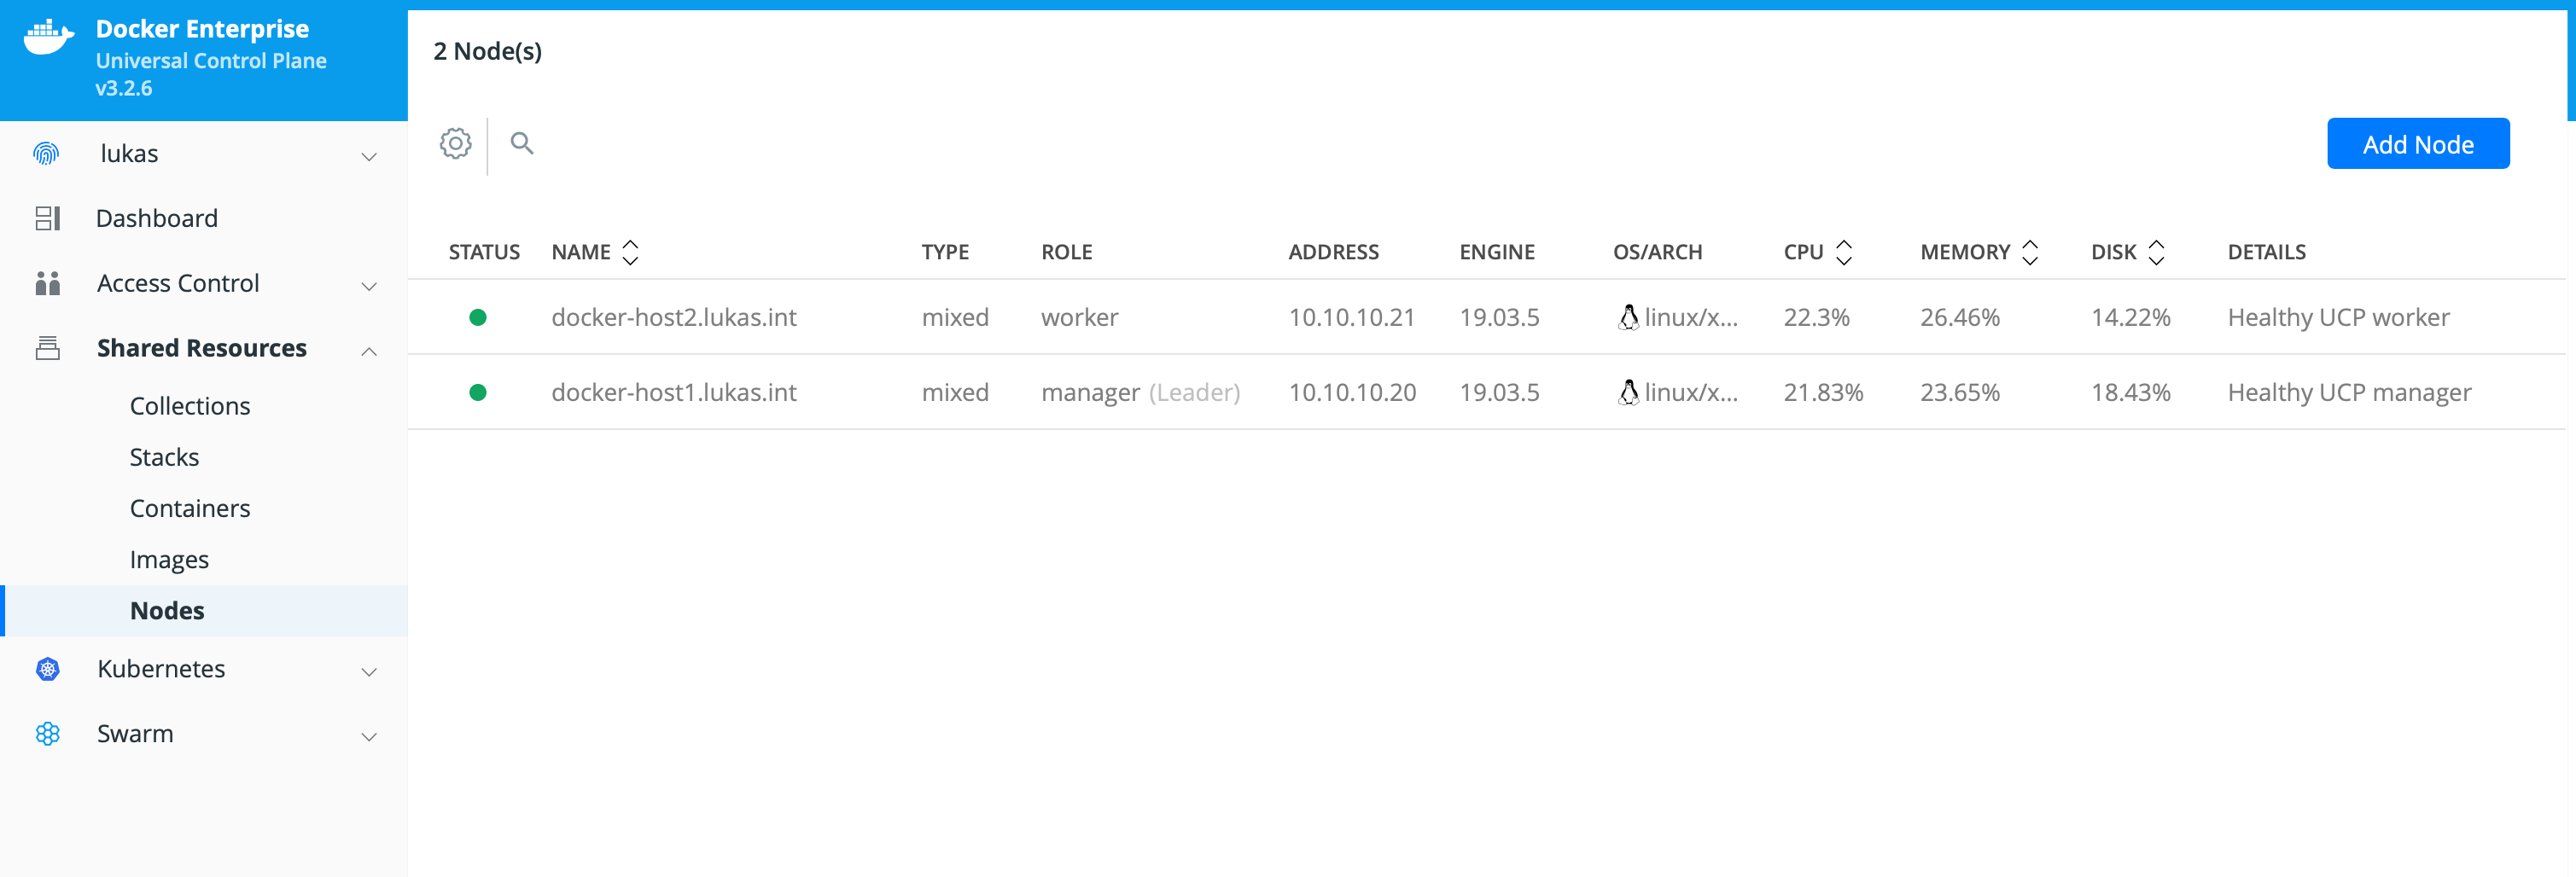 Docker Enterprise
Universal Control Plane
v3.2.6
lukas
Dashboard
Access Control
Shared Resources
Collections
Stacks
Containers
Images
Nodes
Kubernetes
Swarm
2 Node(s)
Add Node
STATUS NAME TYPE ROLE ADDRESS ENGINE OS/ARCH CPU MEMORY DISK DETAILS
docker-host2.lukas.int mixed worker 10.10.10.21 19.03.5 linux/x... 22.3% 26.46% 14.22% Healthy UCP worker
docker-host1.lukas.int mixed manager (Leader) 10.10.10.20 19.03.5 linux/x... 21.83% 23.65% 18.43% Healthy UCP manager